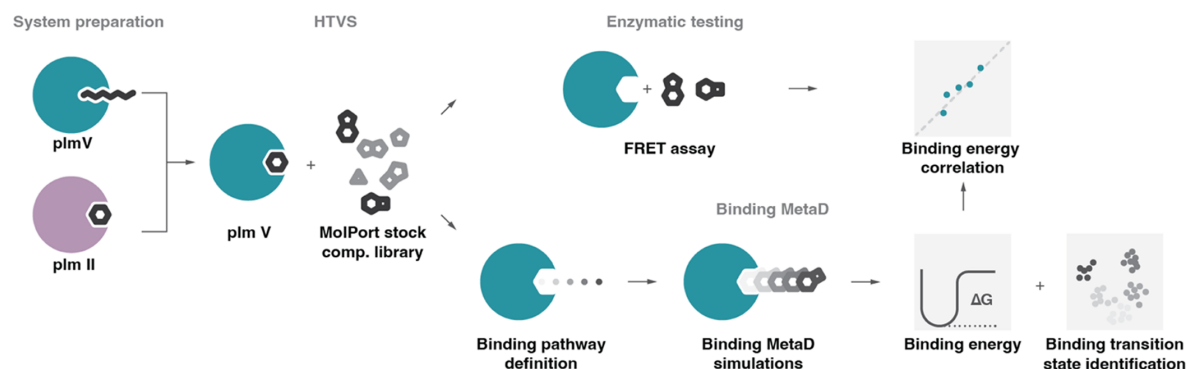 System preparation
HTVS
Enzymatic testing
plmV
plm II
plm V
+
MolPort stock
comp. library
+
FRET assay
Binding energy
correlation
Binding MetaD
Binding pathway
definition
Binding MetaD
simulations
ΔG
Binding energy
+
Binding transition
state identification